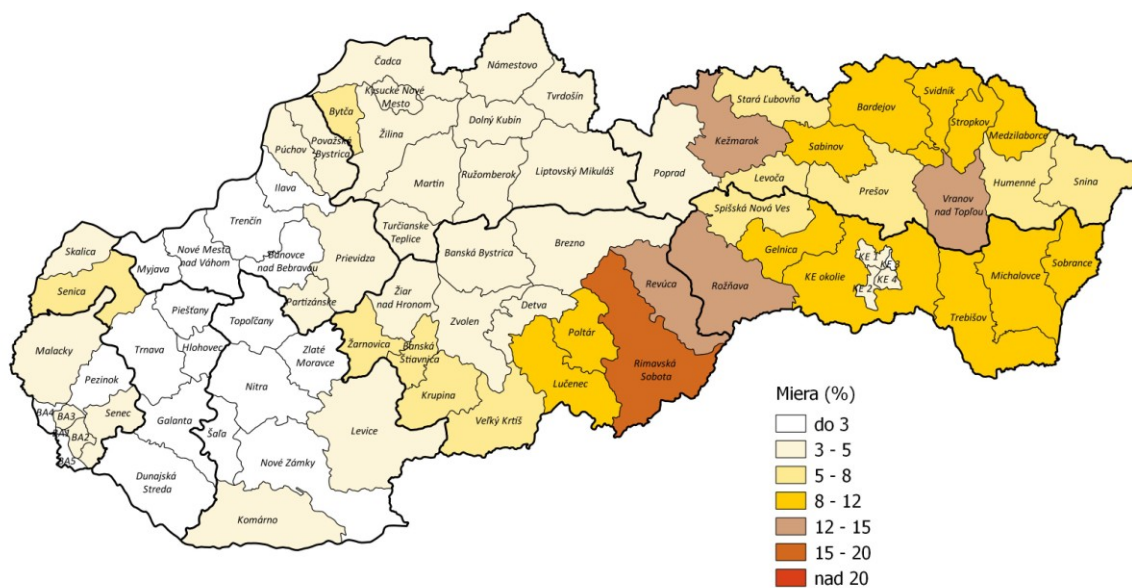 Čadca
Námestovo
Kysucké Nové
Mesto
Tvrdošín
Bytča
Dolný Kubín
Žilina
Považská
Bystrica
Púchov
Stará Ľubovňa
Bardejov
Svidník
Stropkov
Medzilaborce
Kežmarok
Sabinov
Poprad
Liptovský Mikuláš
Ružomberok
Martin
Ilava
Levoča
Prešov
Vranov
nad Topľou
Humenné
Snina
Trenčín
Turčianske
Teplice
Spišská Nová Ves
Skalica
Myjava
Nové Mesto
nad Váhom
Bánovce
nad Bebravou
Prievidza
Banská Bystrica
Brezno
Gelnica
KE 1
KE 3
KE okolie
KE 4
KE 2
Michalovce
Sobrance
Senica
Partizánske
Žiar
nad Hronom
Revúca
Rožňava
Piešťany
Topoľčany
Zvolen
Detva
Trebišov
Malacky
Trnava
Hlohovec
Zlaté
Moravce
Žarnovica
Banská
Štiavnica
Poltár
Rimavská
Sobota
Pezinok
Nitra
Krupina
Lučenec
BA4
BA3
Senec
BA1
BA2
BA5
Galanta
Šaľa
Levice
Veľký Krtíš
Nové Zámky
Dunajská
Streda
Komárno
Miera (%)
do 3
3 - 5
5 - 8
8 - 12
12 - 15
15 - 20
nad 20